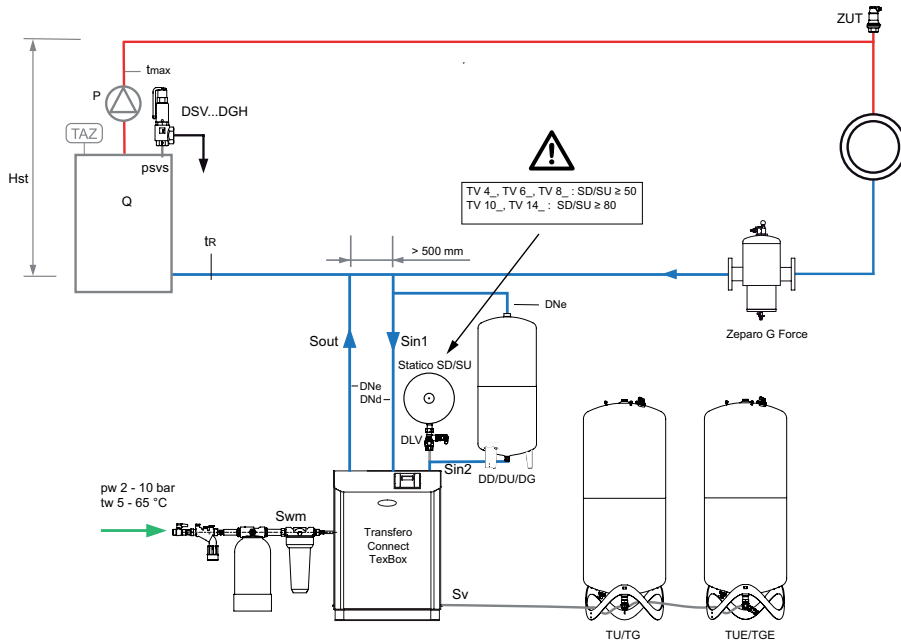 ZUT
tmax
P
DSV...DGH
TAZ
psvs
Hst
Q
TV 4_, TV 6_, TV 8_ : SD/SU ≥ 50
TV 10_, TV 14_ : SD/SU ≥ 80
tR
> 500 mm
DNe
Zeparo G Force
Sout
Sin1
Statico SD/SU
DNe
DNd
DLV
Sin2
DD/DU/DG
pw 2 - 10 bar
tw 5 - 65 °C
Swm
Transfero
Connect
TexBox
Sv
TU/TG
TUE/TGE